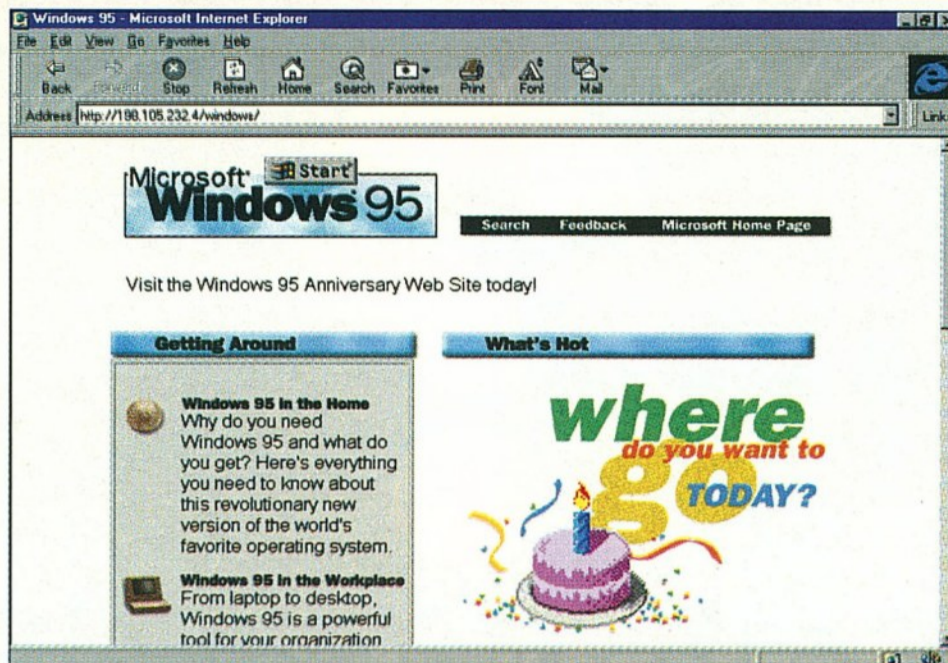 Windows 95 - Microsoft Internet Explorer
File Edit View Go Favorites Help
Back Forward Stop Refresh Home Search Favorites Print Font Mail
Address http://198.105.232.4/windows/ Links
Microsoft Start
Windows 95
Search Feedback Microsoft Home Page
Visit the Windows 95 Anniversary Web Site today!
Getting Around
Windows 95 in the Home
Why do you need
Windows 95 and what do
you get? Here's everything
you need to know about
this revolutionary new
version of the world's
favorite operating system.
Windows 95 in the Workplace
From laptop to desktop,
Windows 95 is a powerful
tool for your organization
What's Hot
where
do you want to
go TODAY?